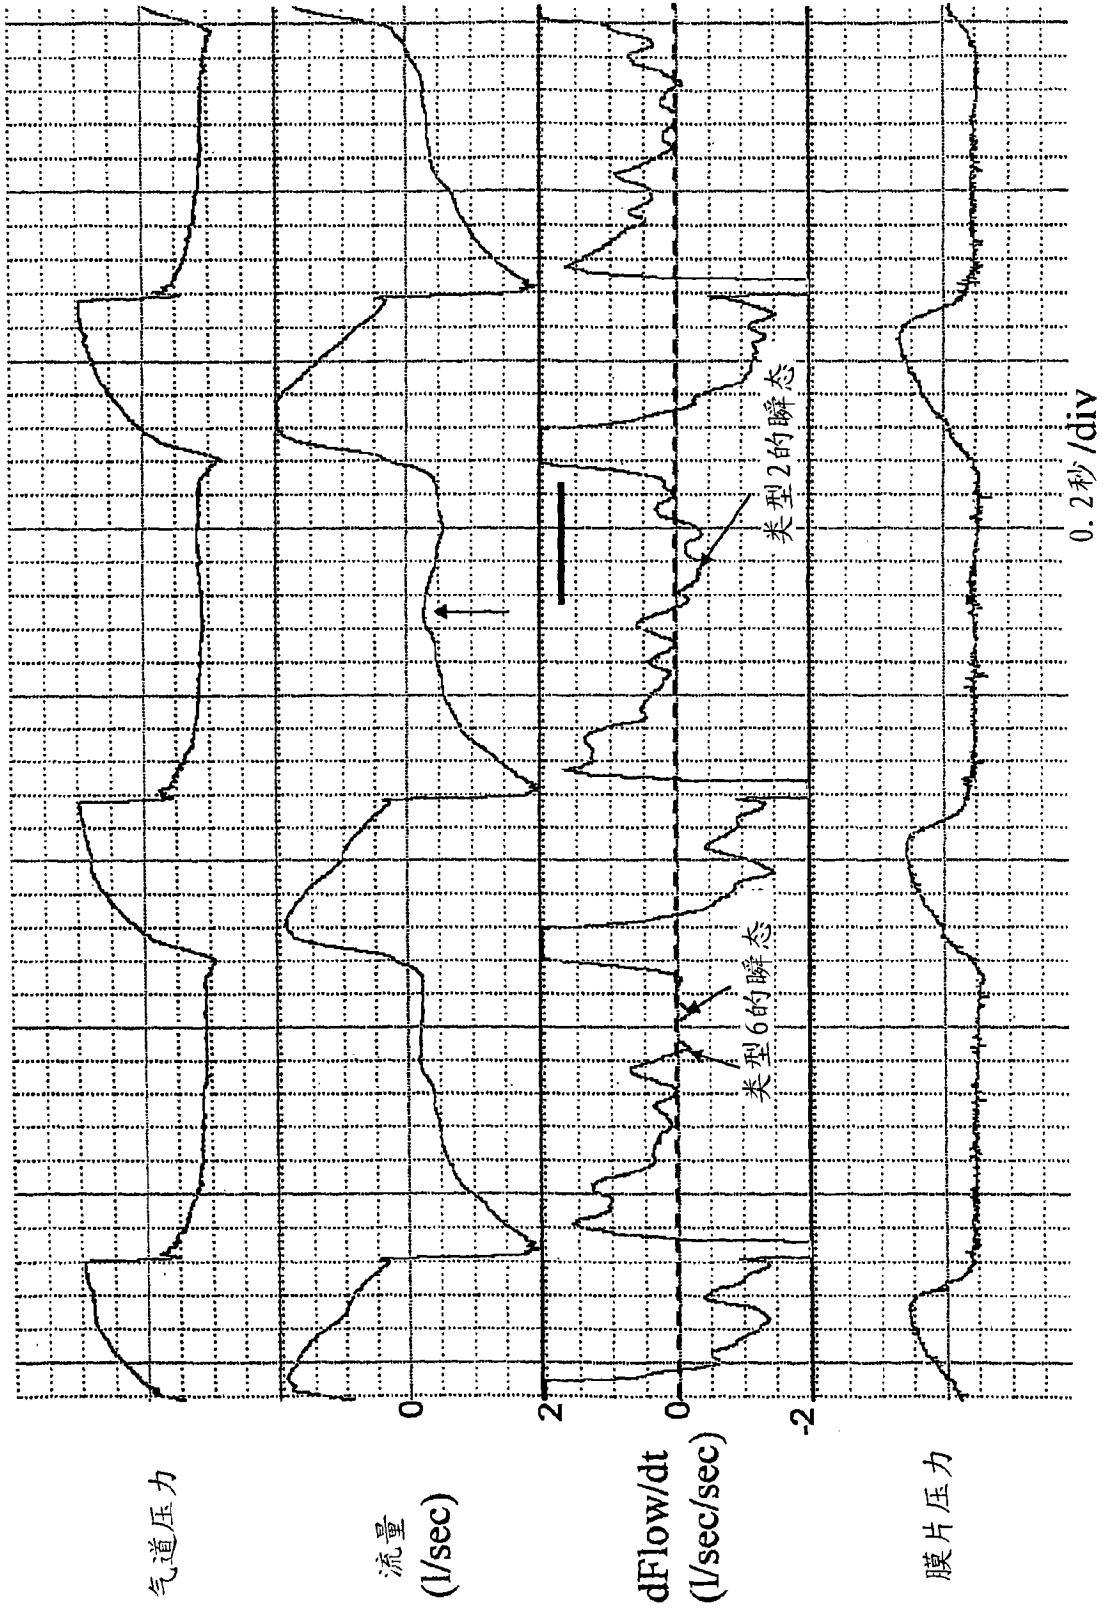 气道压力
流量
(l/sec)
0
dFlow/dt
(l/sec/sec)
2
0
-2
类型6的瞬态
类型2的瞬态
膜片压力
0. 2秒/div